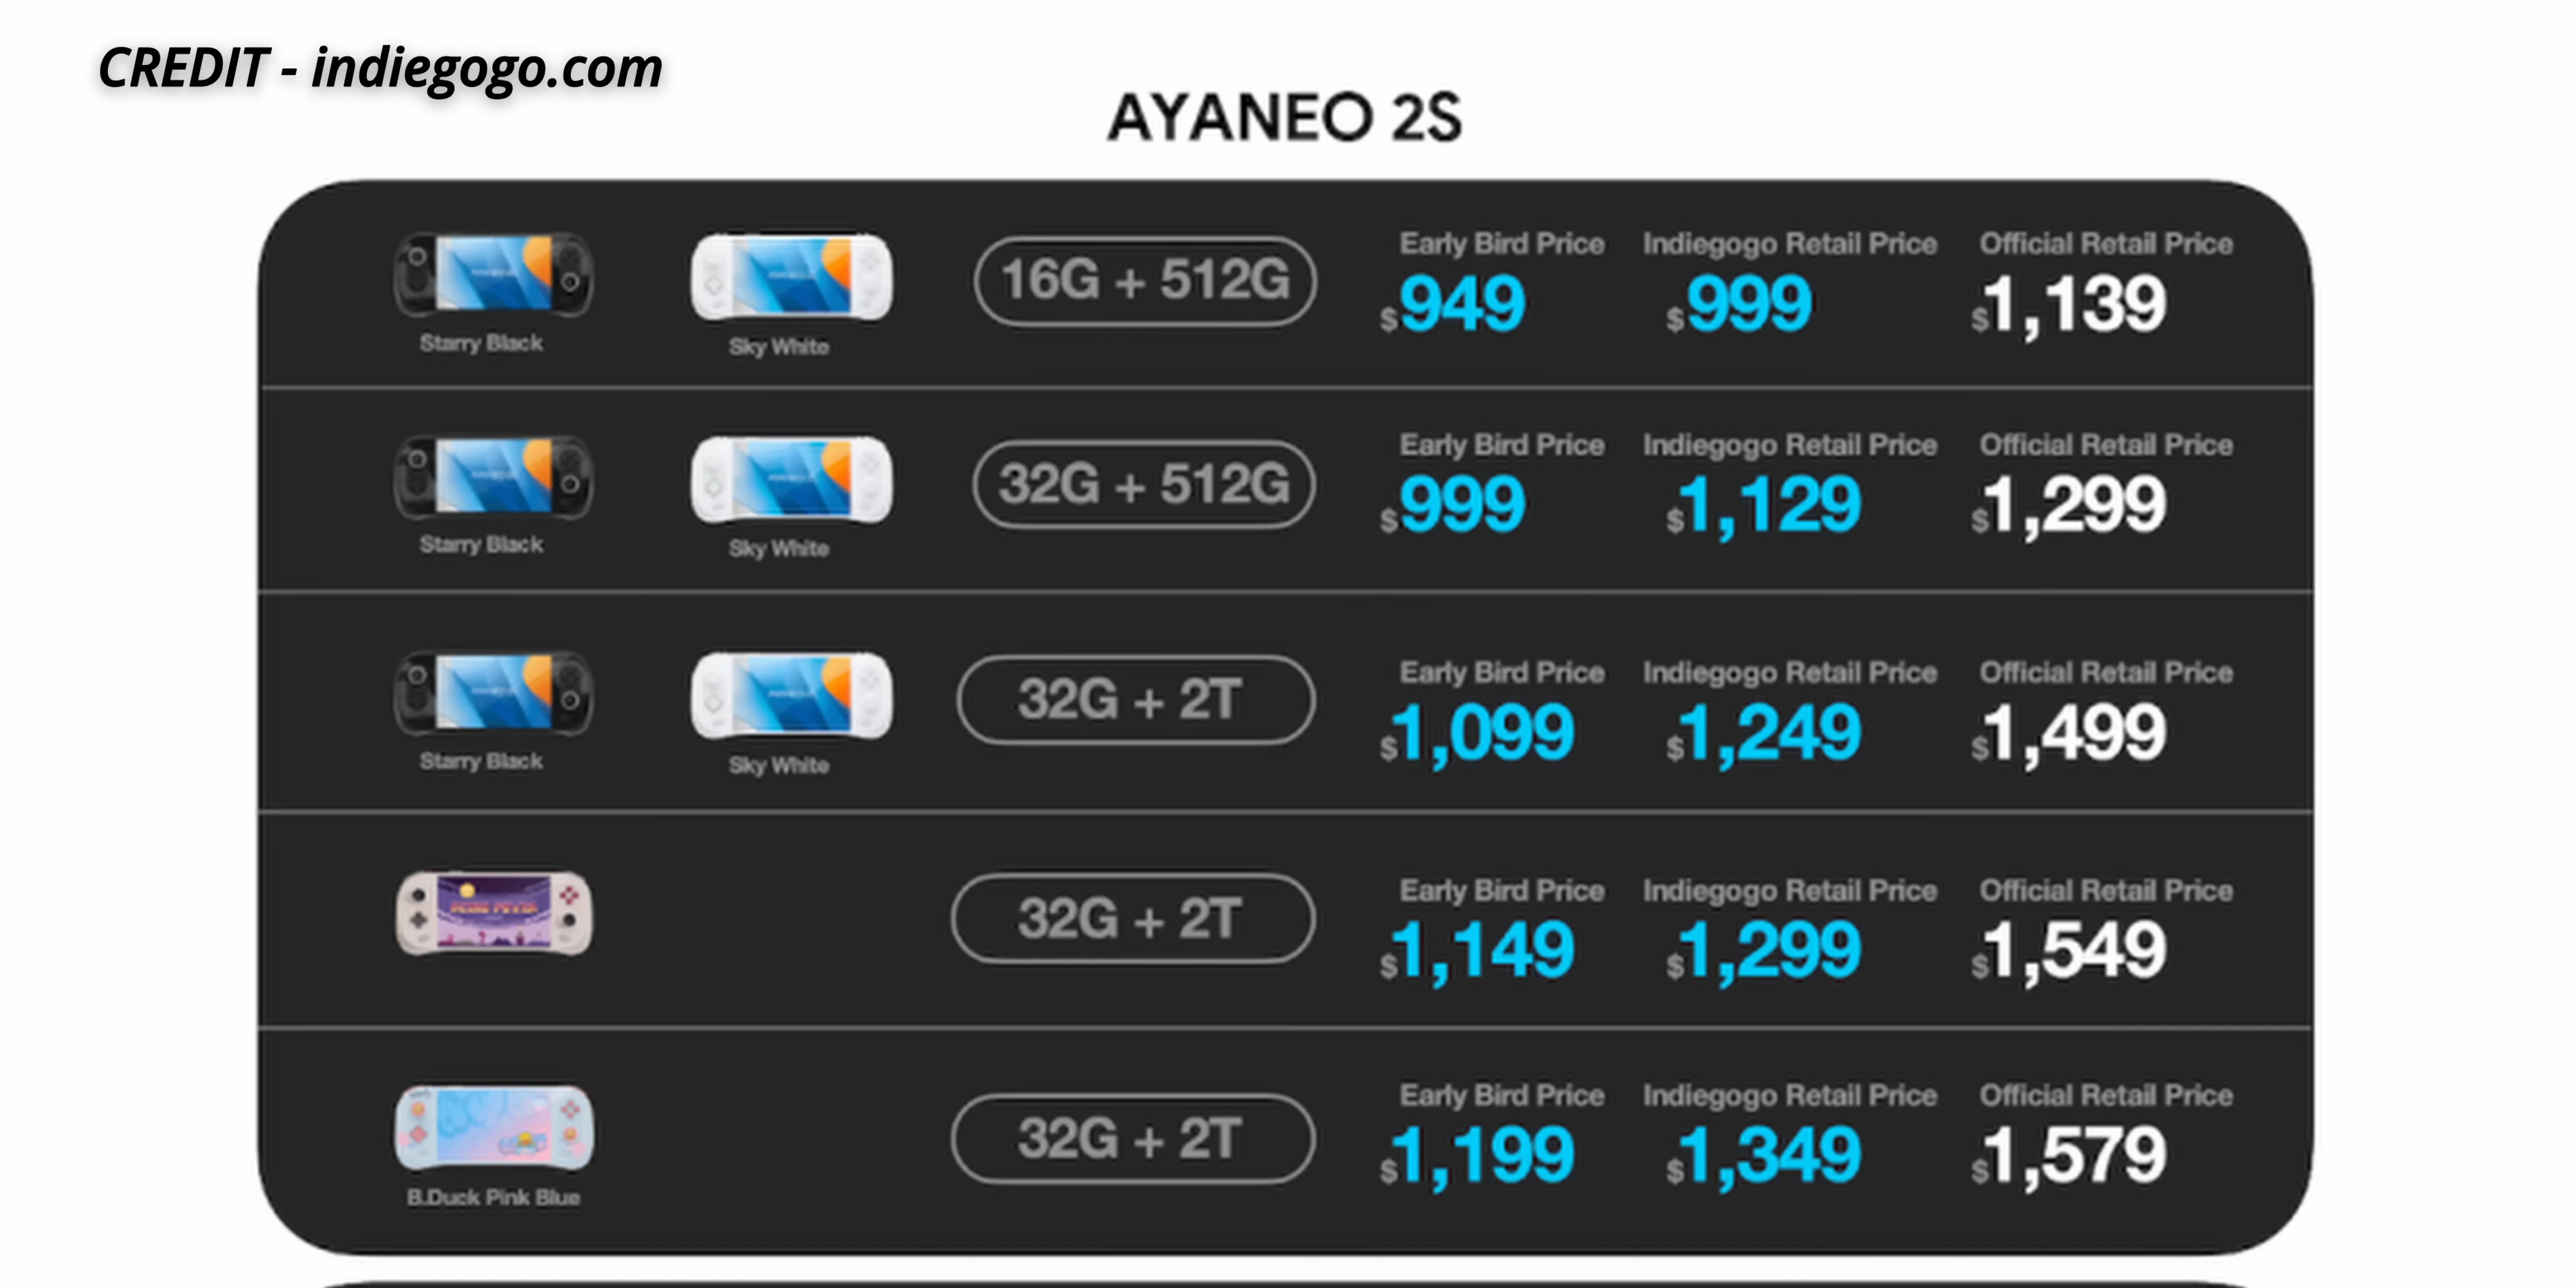 CREDIT - indiegogo.com
AYANEO 2S
Starry Black
Sky White
16G + 512G
Early Bird Price
$949
Indiegogo Retail Price
$999
Official Retail Price
$1,139
Starry Black
Sky White
32G + 512G
Early Bird Price
$999
Indiegogo Retail Price
$1,129
Official Retail Price
$1,299
Starry Black
Sky White
32G + 2T
Early Bird Price
$1,099
Indiegogo Retail Price
$1,249
Official Retail Price
$1,499
32G + 2T
Early Bird Price
$1,149
Indiegogo Retail Price
$1,299
Official Retail Price
$1,549
B.Duck Pink Blue
32G + 2T
Early Bird Price
$1,199
Indiegogo Retail Price
$1,349
Official Retail Price
$1,579